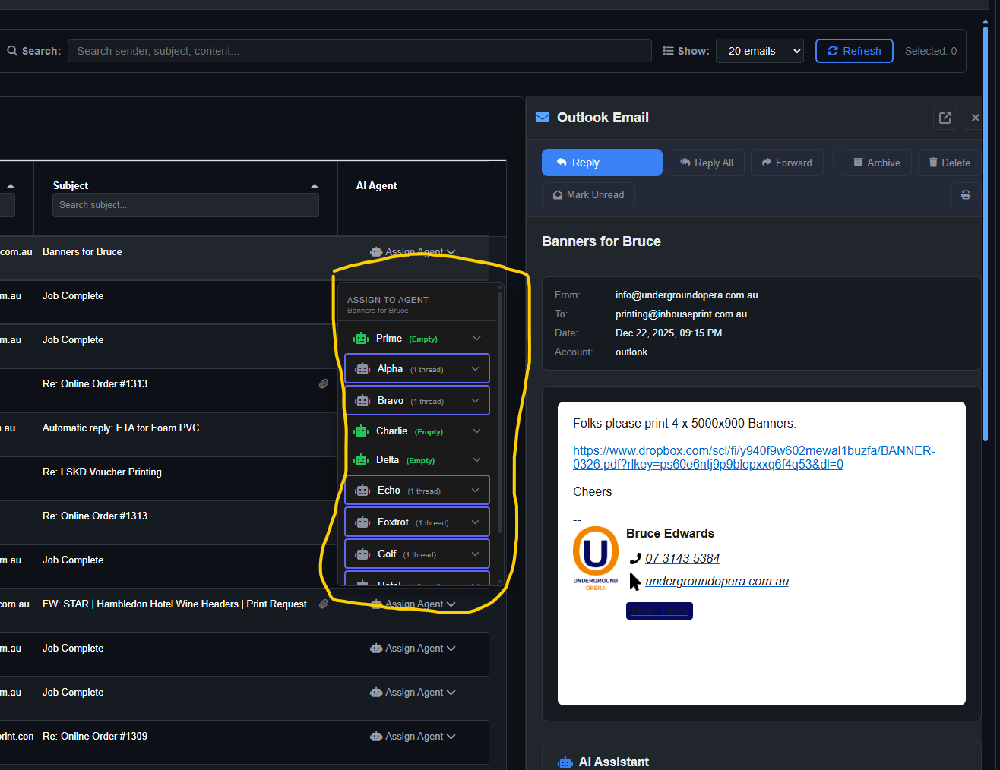 Search:
Search sender, subject, content...
Show:
20 emails
Refresh
Selected: 0
Outlook Email
Reply
Reply All
Forward
Archive
Delete
Mark Unread
Subject
Search subject...
AI Agent
com.au
Banners for Bruce
Assign Agent
m.au
Job Complete
m.au
Job Complete
Re: Online Order #1313
.au
Automatic reply: ETA for Foam PVC
Re: LSKD Voucher Printing
Re: Online Order #1313
m.au
Job Complete
com.au
FW: STAR | Hambledon Hotel Wine Headers | Print Request
Assign Agent
m.au
Job Complete
Assign Agent
m.au
Job Complete
Assign Agent
print.com
Re: Online Order #1309
Assign Agent
ASSIGN TO AGENT
Banners for Bruce
Prime (Empty)
Alpha (1 thread)
Bravo (1 thread)
Charlie (Empty)
Delta (Empty)
Echo (1 thread)
Foxtrot (1 thread)
Golf (1 thread)
Hotel (1 thread)
Banners for Bruce
From: info@undergroundopera.com.au
To: printing@inhouseprint.com.au
Date: Dec 22, 2025, 09:15 PM
Account: outlook
Folks please print 4 x 5000x900 Banners.
https://www.dropbox.com/scl/fi/y940f9w602mewal1buzfa/BANNER-
0326.pdf?rlkey=ps60e6ntj9p9blopxxq6f4q53&dl=0
Cheers
--
U
UNDERGROUND
OPERA
Bruce Edwards
07 3143 5384
undergroundopera.com.au
Book Tickets
AI Assistant